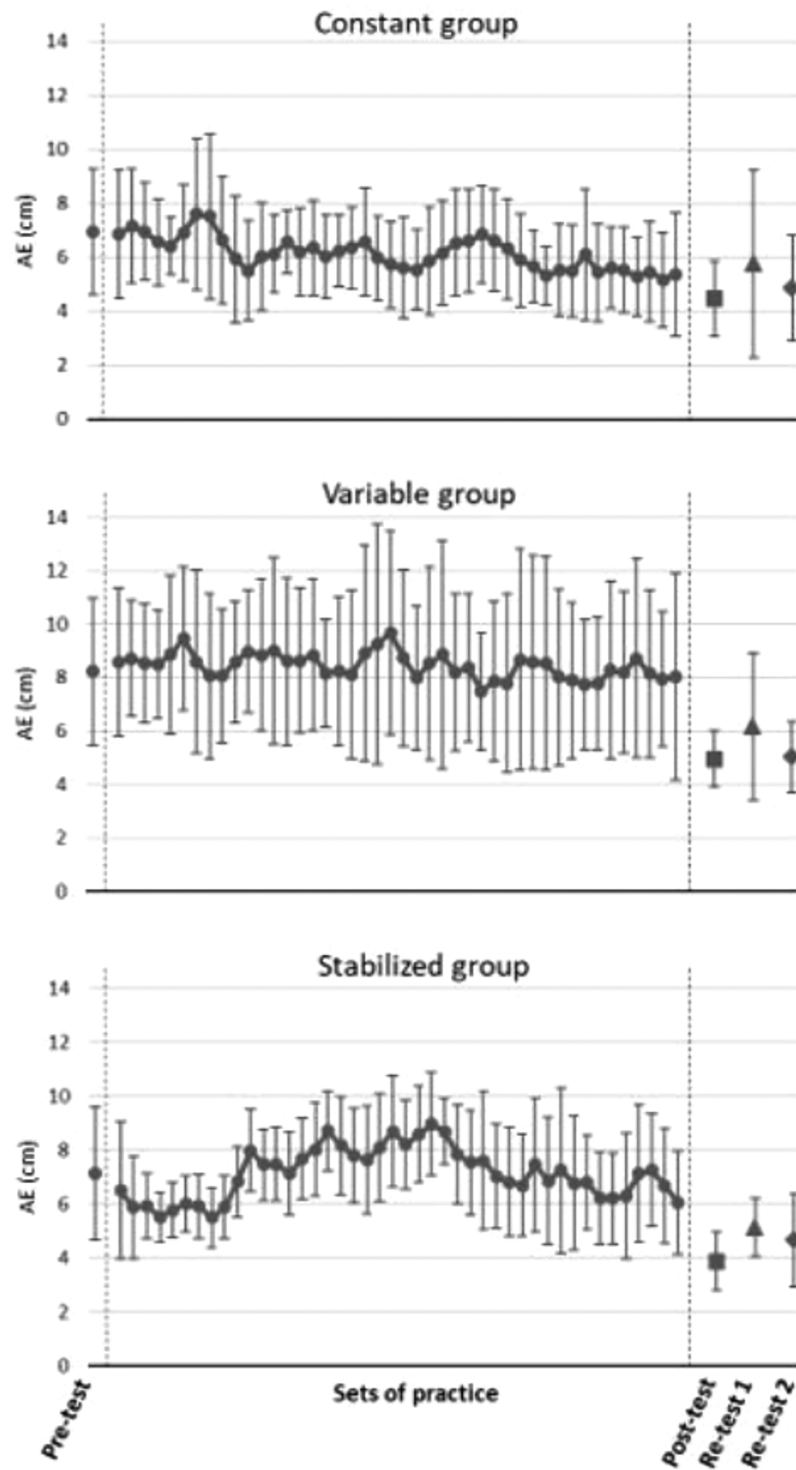 Constant group
14
12
10
8
6
4
2
0
AE (cm)
Variable group
14
12
10
8
6
4
2
0
AE (cm)
Stabilized group
14
12
10
8
6
4
2
0
AE (cm)
Pre-test
Sets of practice
Post-test
Re-test 1
Re-test 2